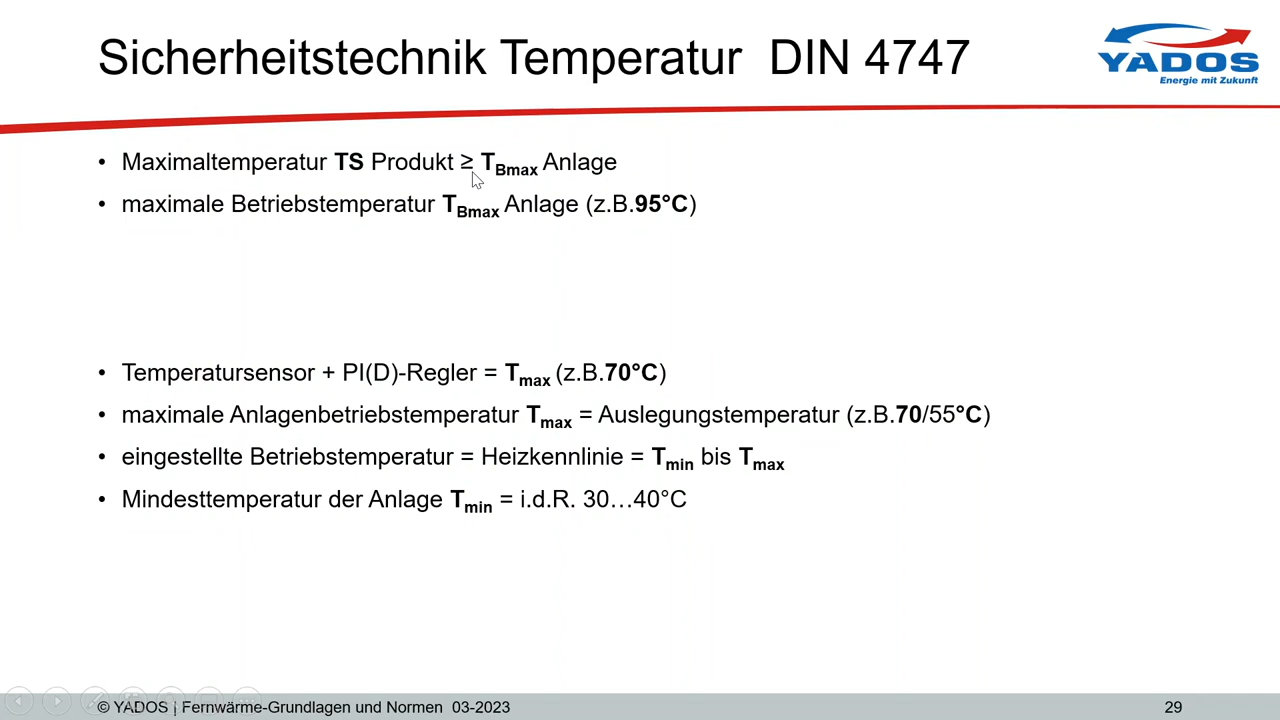 Sicherheitstechnik Temperatur DIN 4747
YADOS
Energie mit Zukunft
• Maximaltemperatur TS Produkt ≥ TBmax Anlage
• maximale Betriebstemperatur TBmax Anlage (z.B.95°C)
• Temperatursensor + PI(D)-Regler = Tmax (z.B.70°C)
• maximale Anlagenbetriebstemperatur Tmax = Auslegungstemperatur (z.B.70/55°C)
• eingestellte Betriebstemperatur = Heizkennlinie = Tmin bis Tmax
• Mindesttemperatur der Anlage Tmin = i.d.R. 30…40°C
© YADOS | Fernwärme-Grundlagen und Normen 03-2023
29